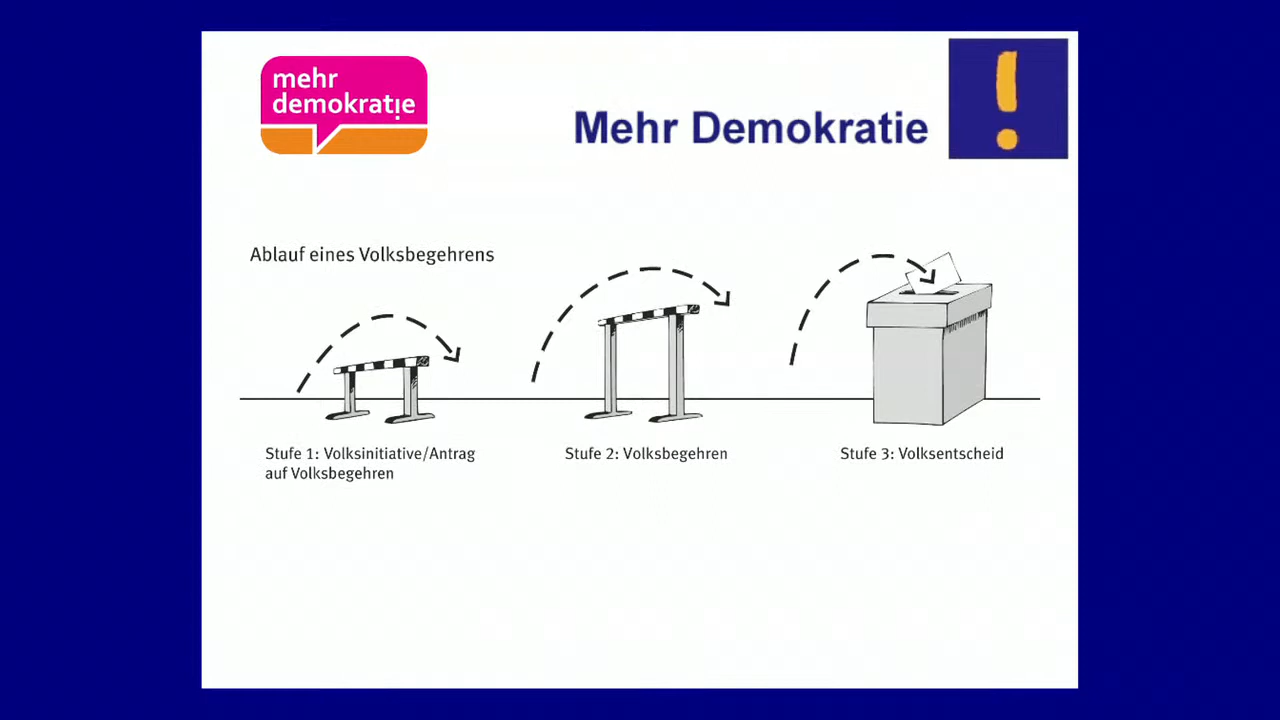 mehr
demokratie
Mehr Demokratie
!
Ablauf eines Volksbegehrens
Stufe 1: Volksinitiative/Antrag
auf Volksbegehren
Stufe 2: Volksbegehren
Stufe 3: Volksentscheid